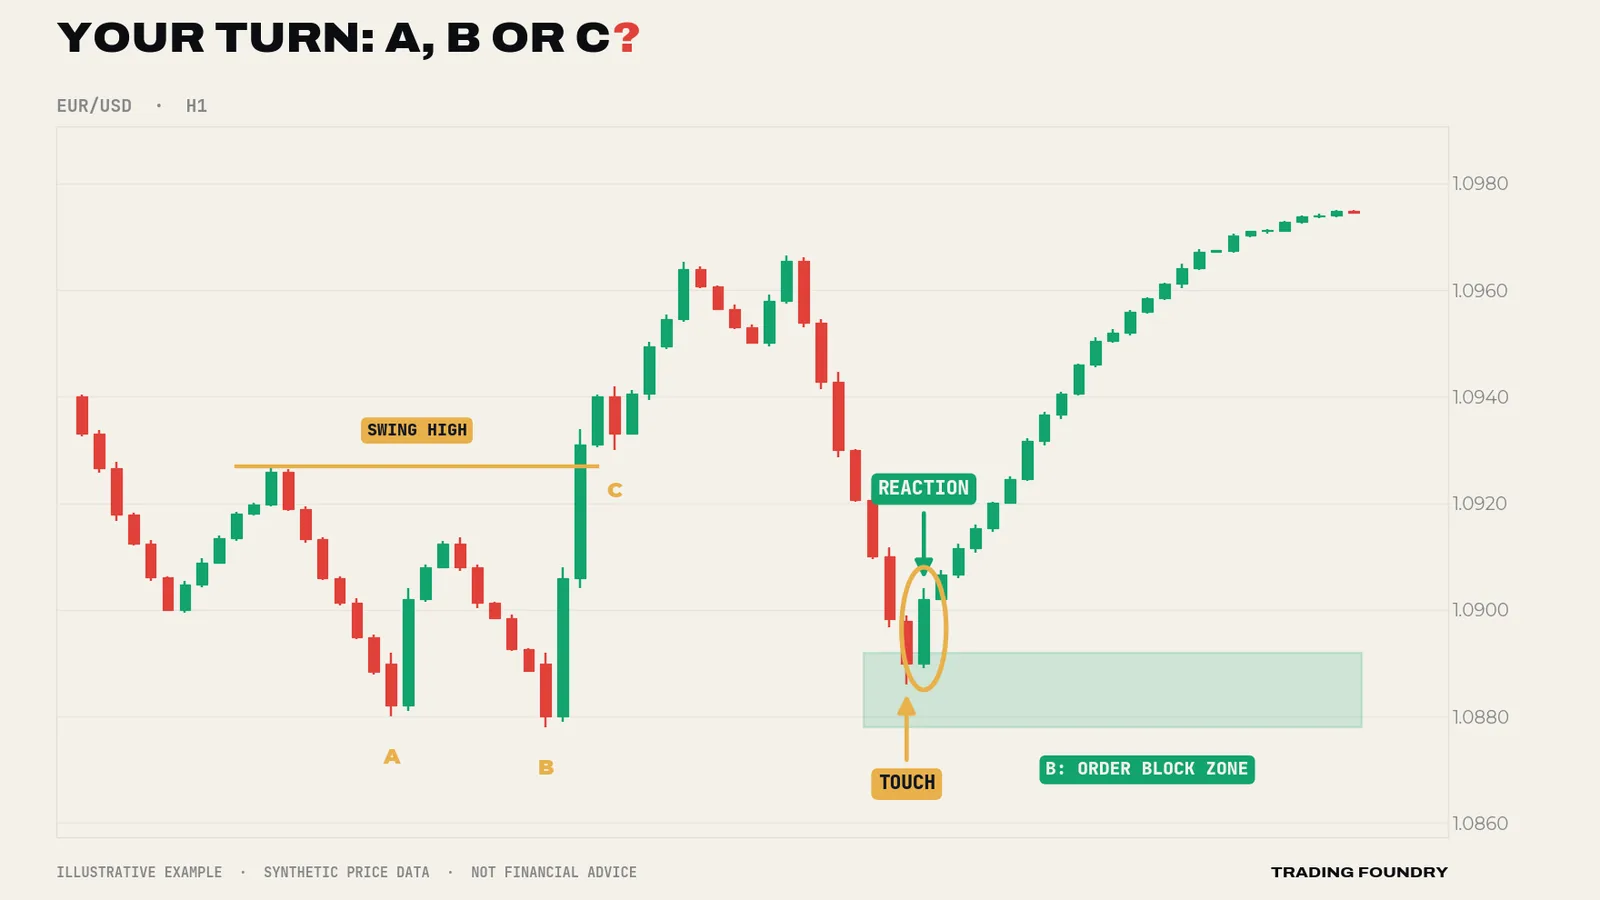 YOUR TURN: A, B OR C?
EUR/USD · H1
1.0980
1.0960
1.0940
SWING HIGH
C
REACTION
1.0920
1.0900
1.0880
A
B
B: ORDER BLOCK ZONE
TOUCH
1.0860
ILLUSTRATIVE EXAMPLE · SYNTHETIC PRICE DATA · NOT FINANCIAL ADVICE
TRADING FOUNDRY